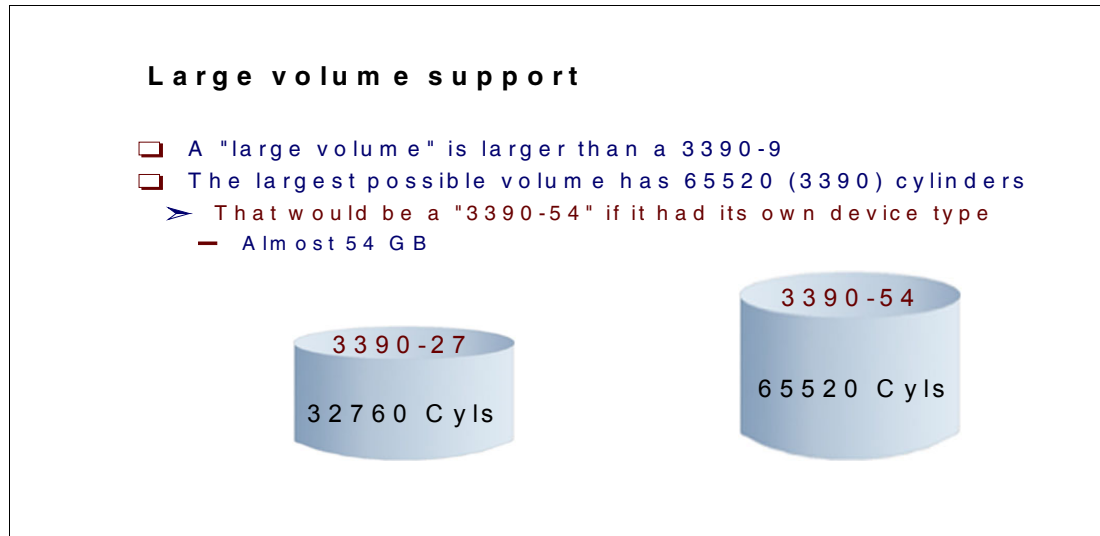 Large volume support
A "large volume" is larger than a 3390-9
The largest possible volume has 65520 (3390) cylinders
That would be a "3390-54" if it had its own device type
Almost 54 GB
3390-27
32760 Cyls
3390-54
65520 Cyls